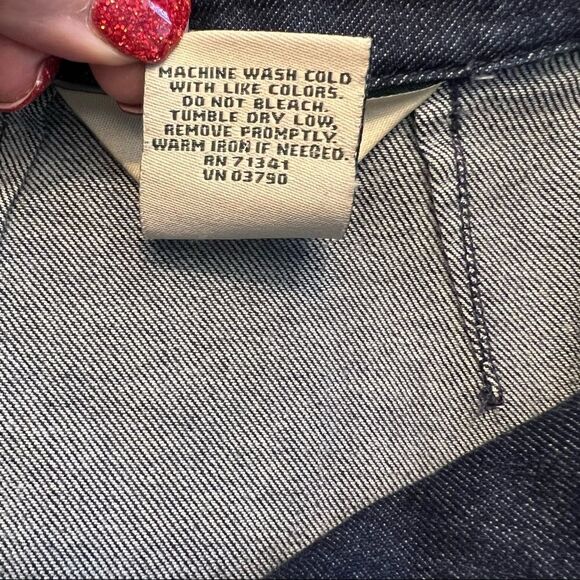 MACHINE WASH COLD
WITH LIKE COLORS.
DO NOT BLEACH.
TUMBLE DRY LOW,
REMOVE PROMPTLY.
WARM IRON IF NEEDED.
RN 71341
VN 03790